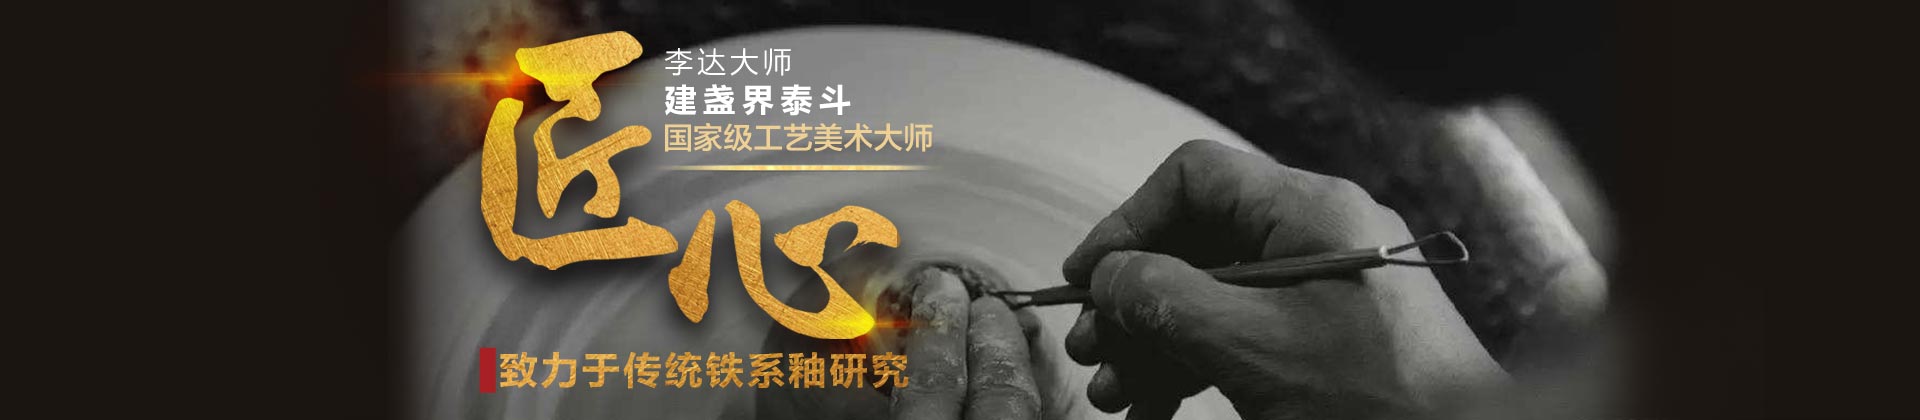 匠心
李达大师
建盏界泰斗
国家级工艺美术大师
致力于传统铁系釉研究